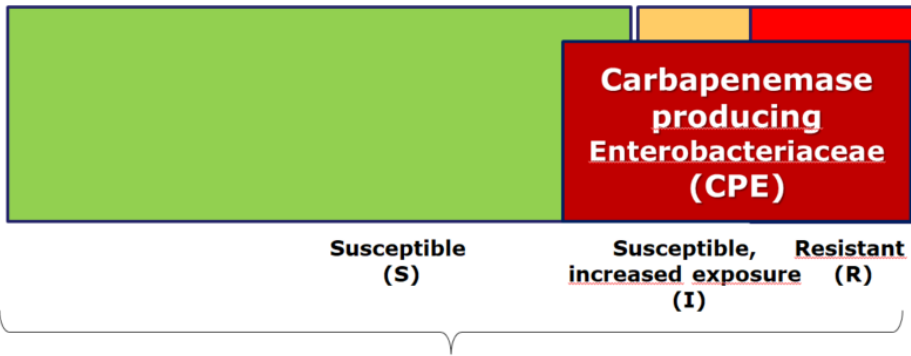 Carbapenemase
producing
Enterobacteriaceae
(CPE)
Susceptible
(S)
Susceptible,
increased exposure
(I)
Resistant
(R)